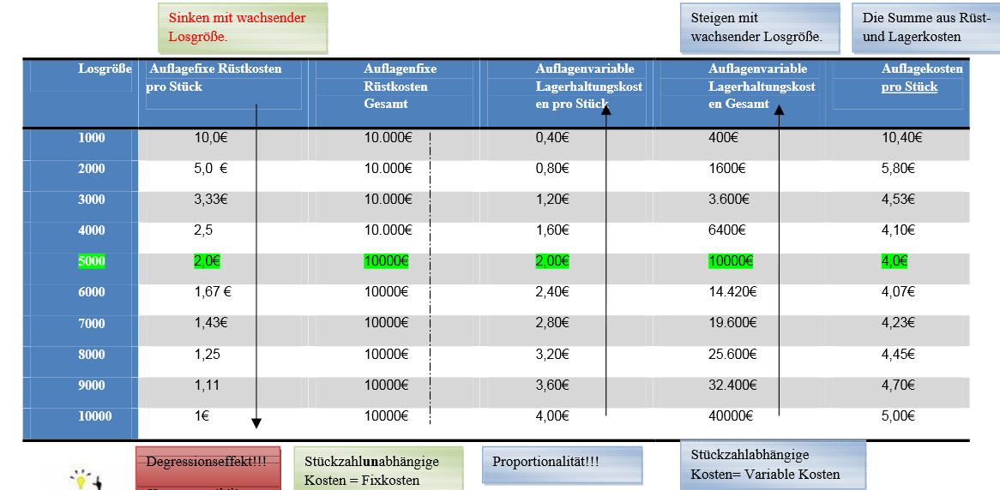 Sinken mit wachsender
Losgröße.
Steigen mit
wachsender Losgröße.
Die Summe aus Rüst-
und Lagerkosten
Losgröße Auflagefixe Rüstkosten pro Stück Auflagenfixe Rüstkosten Gesamt Auflagenvariable Lagerhaltungskost en pro Stück Auflagenvariable Lagerhaltungskost en Gesamt Auflagekosten pro Stück
1000 10,0€ 10.000€ 0,40€ 400€ 10,40€
2000 5,0 € 10.000€ 0,80€ 1600€ 5,80€
3000 3,33€ 10.000€ 1,20€ 3.600€ 4,53€
4000 2,5 10.000€ 1,60€ 6400€ 4,10€
5000 2,0€ 10000€ 2,00€ 10000€ 4,0€
6000 1,67 € 10000€ 2,40€ 14.420€ 4,07€
7000 1,43€ 10000€ 2,80€ 19.600€ 4,23€
8000 1,25 10000€ 3,20€ 25.600€ 4,45€
9000 1,11 10000€ 3,60€ 32.400€ 4,70€
10000 1€ 10000€ 4,00€ 40000€ 5,00€
Degressionseffekt!!!
Stückzahlunabhängige
Kosten = Fixkosten
Proportionalität!!!
Stückzahlabhängige
Kosten= Variable Kosten